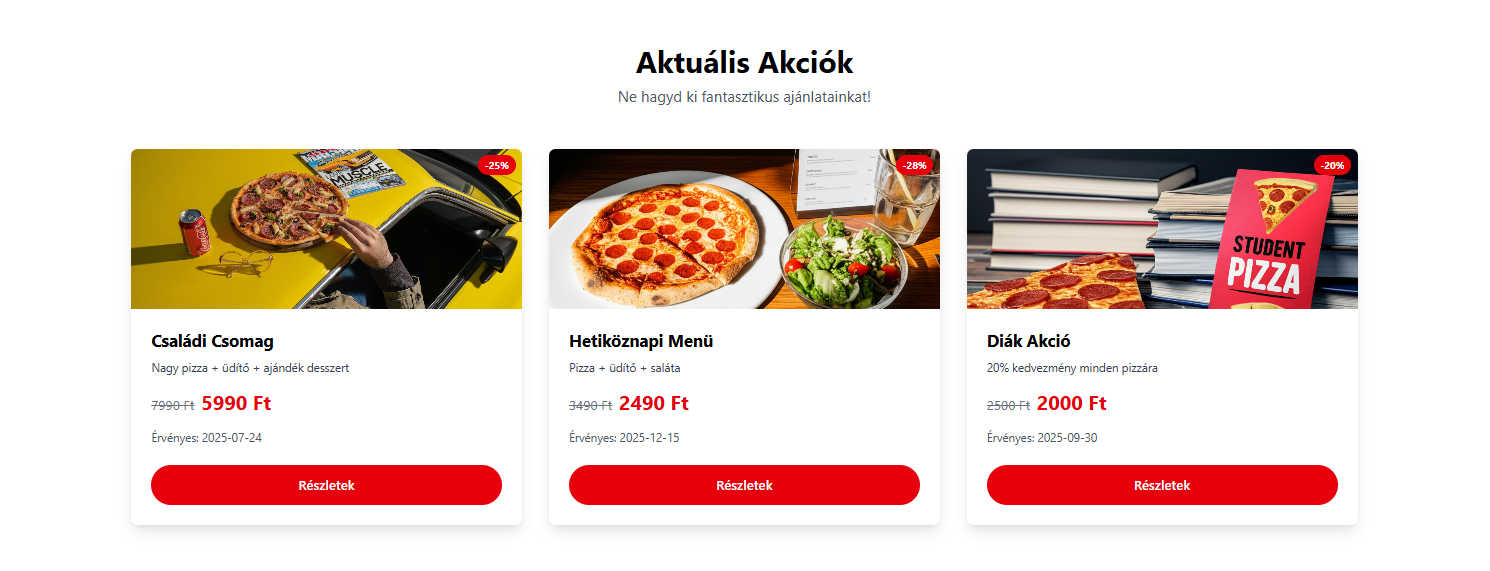 Aktuális Akciók
Ne hagyd ki fantasztikus ajánlatainkat!
MUSCLE
-25%
Családi Csomag
Nagy pizza + üdítő + ajándék desszert
7990 Ft 5990 Ft
Érvényes: 2025-07-24
Részletek
-28%
Hetiköznapi Menü
Pizza + üdítő + saláta
3490 Ft 2490 Ft
Érvényes: 2025-12-15
Részletek
-20%
STUDENT
PIZZA
Diák Akció
20% kedvezmény minden pizzára
2500 Ft 2000 Ft
Érvényes: 2025-09-30
Részletek